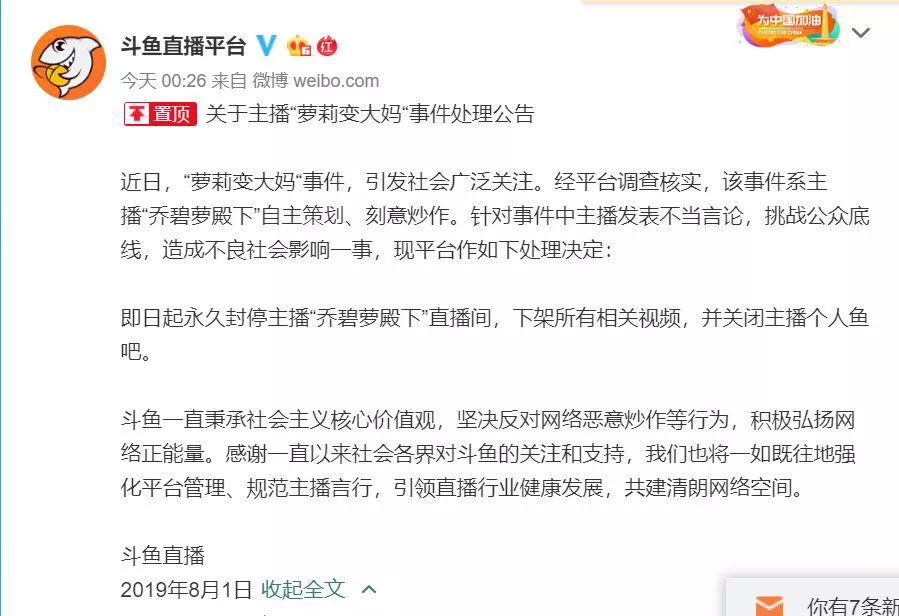 斗鱼直播平台
为中国加油
今天 00:26 来自 微博 weibo.com
置顶 关于主播“萝莉变大妈“事件处理公告
近日，“萝莉变大妈“事件，引发社会广泛关注。经平台调查核实，该事件系主
播“乔碧萝殿下”自主策划、刻意炒作。针对事件中主播发表不当言论，挑战公众底
线，造成不良社会影响一事，现平台作如下处理决定：
即日起永久封停主播“乔碧萝殿下”直播间，下架所有相关视频，并关闭主播个人鱼
吧。
斗鱼一直秉承社会主义核心价值观，坚决反对网络恶意炒作等行为，积极弘扬网
络正能量。感谢一直以来社会各界对斗鱼的关注和支持，我们也将一如既往地强
化平台管理、规范主播言行，引领直播行业健康发展，共建清朗网络空间。
斗鱼直播
2019年8月1日 收起全文
你有7条新